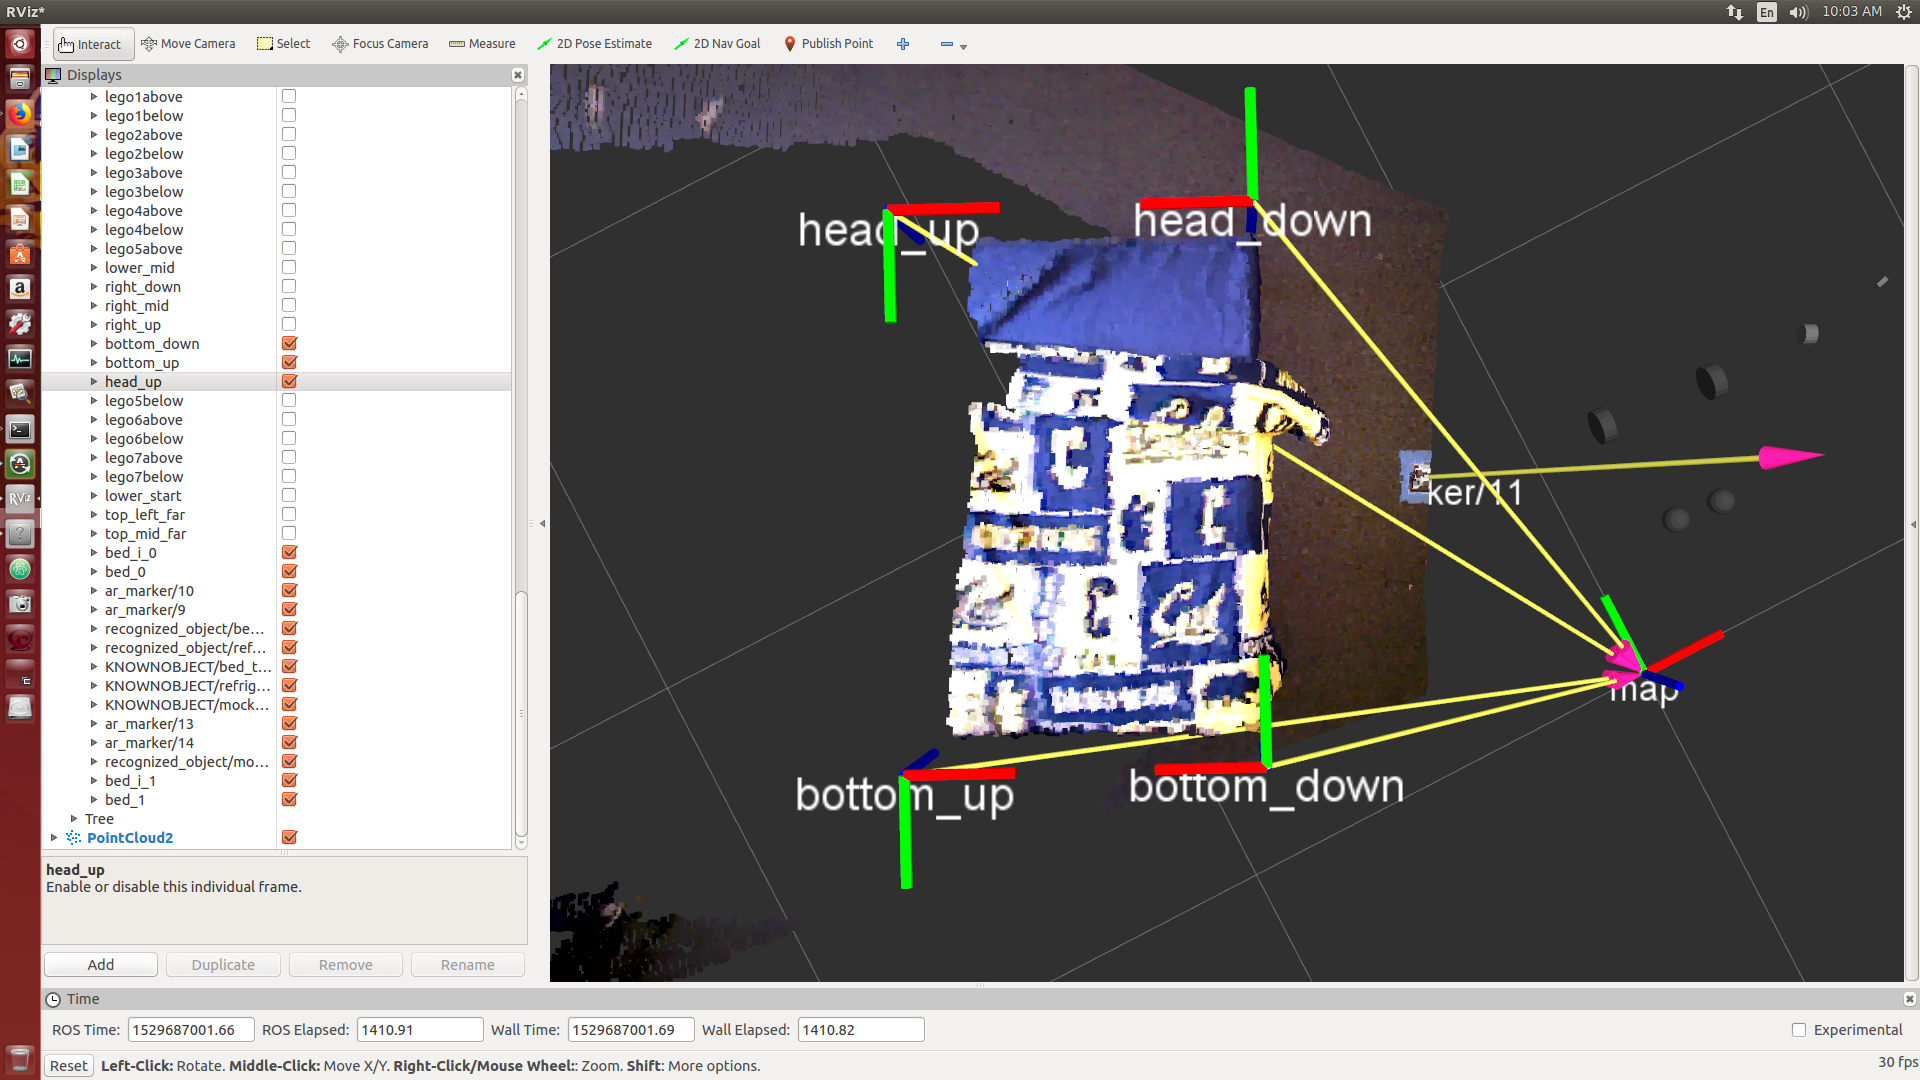 RViz*
En
10:03 AM
Interact
Move Camera
Select
Focus Camera
Measure
2D Pose Estimate
2D Nav Goal
Publish Point
Displays
lego1above
lego1below
lego2above
lego2below
lego3above
lego3below
lego4above
lego4below
lego5above
lower_mid
right_down
right_mid
right_up
bottom_down
bottom_up
head_up
lego5below
lego6above
lego6below
lego7above
lego7below
lower_start
top_left_far
top_mid_far
bed_i_0
bed_0
ar_marker/10
ar_marker/9
recognized_object/be...
recognized_object/ref...
KNOWNOBJECT/bed_t...
KNOWNOBJECT/refrig...
KNOWNOBJECT/mock...
ar_marker/13
ar_marker/14
recognized_object/mo...
bed_i_1
bed_1
Tree
PointCloud2
head_up
Enable or disable this individual frame.
Add
Duplicate
Remove
Rename
head_up
head_down
ker/11
map
bottom_up
bottom_down
C
C
Cal
Time
ROS Time: 1529687001.66
ROS Elapsed: 1410.91
Wall Time: 1529687001.69
Wall Elapsed: 1410.82
Experimental
Reset
Left-Click: Rotate. Middle-Click: Move X/Y. Right-Click/Mouse Wheel:: Zoom. Shift: More options.
30 fps